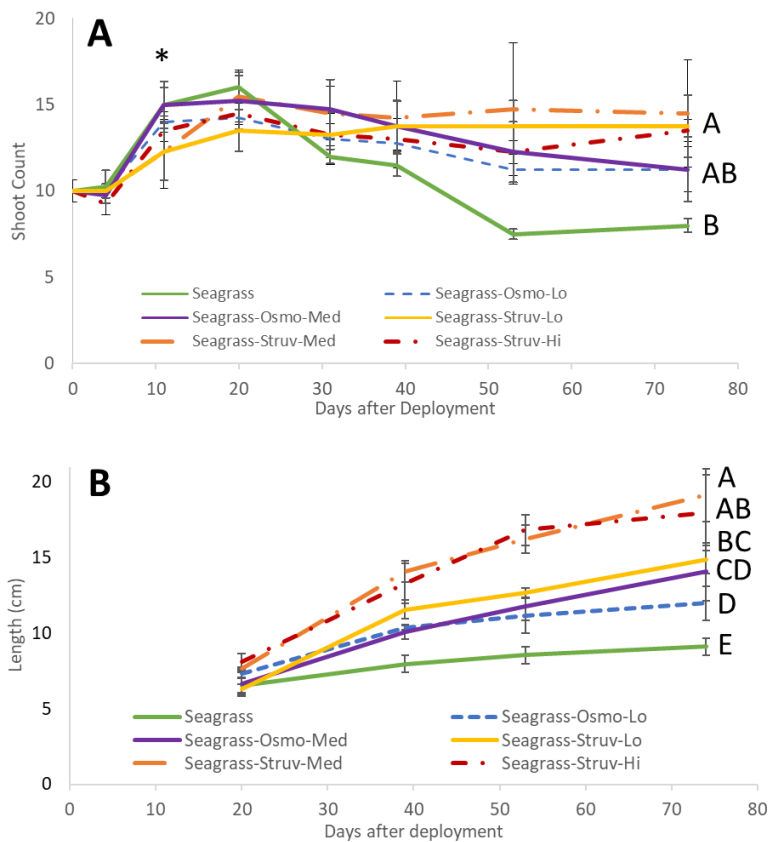 A
*
20
15
10
5
0
Shoot Count
A
AB
B
Seagrass Seagrass-Osmo-Lo
Seagrass-Osmo-Med Seagrass-Struv-Lo
Seagrass-Struv-Med Seagrass-Struv-Hi
0 10 20 30 40 50 60 70 80
Days after Deployment
B
20
15
10
5
0
Length (cm)
A
AB
BC
CD
D
E
Seagrass Seagrass-Osmo-Lo
Seagrass-Osmo-Med Seagrass-Struv-Lo
Seagrass-Struv-Med Seagrass-Struv-Hi
0 10 20 30 40 50 60 70 80
Days after deployment